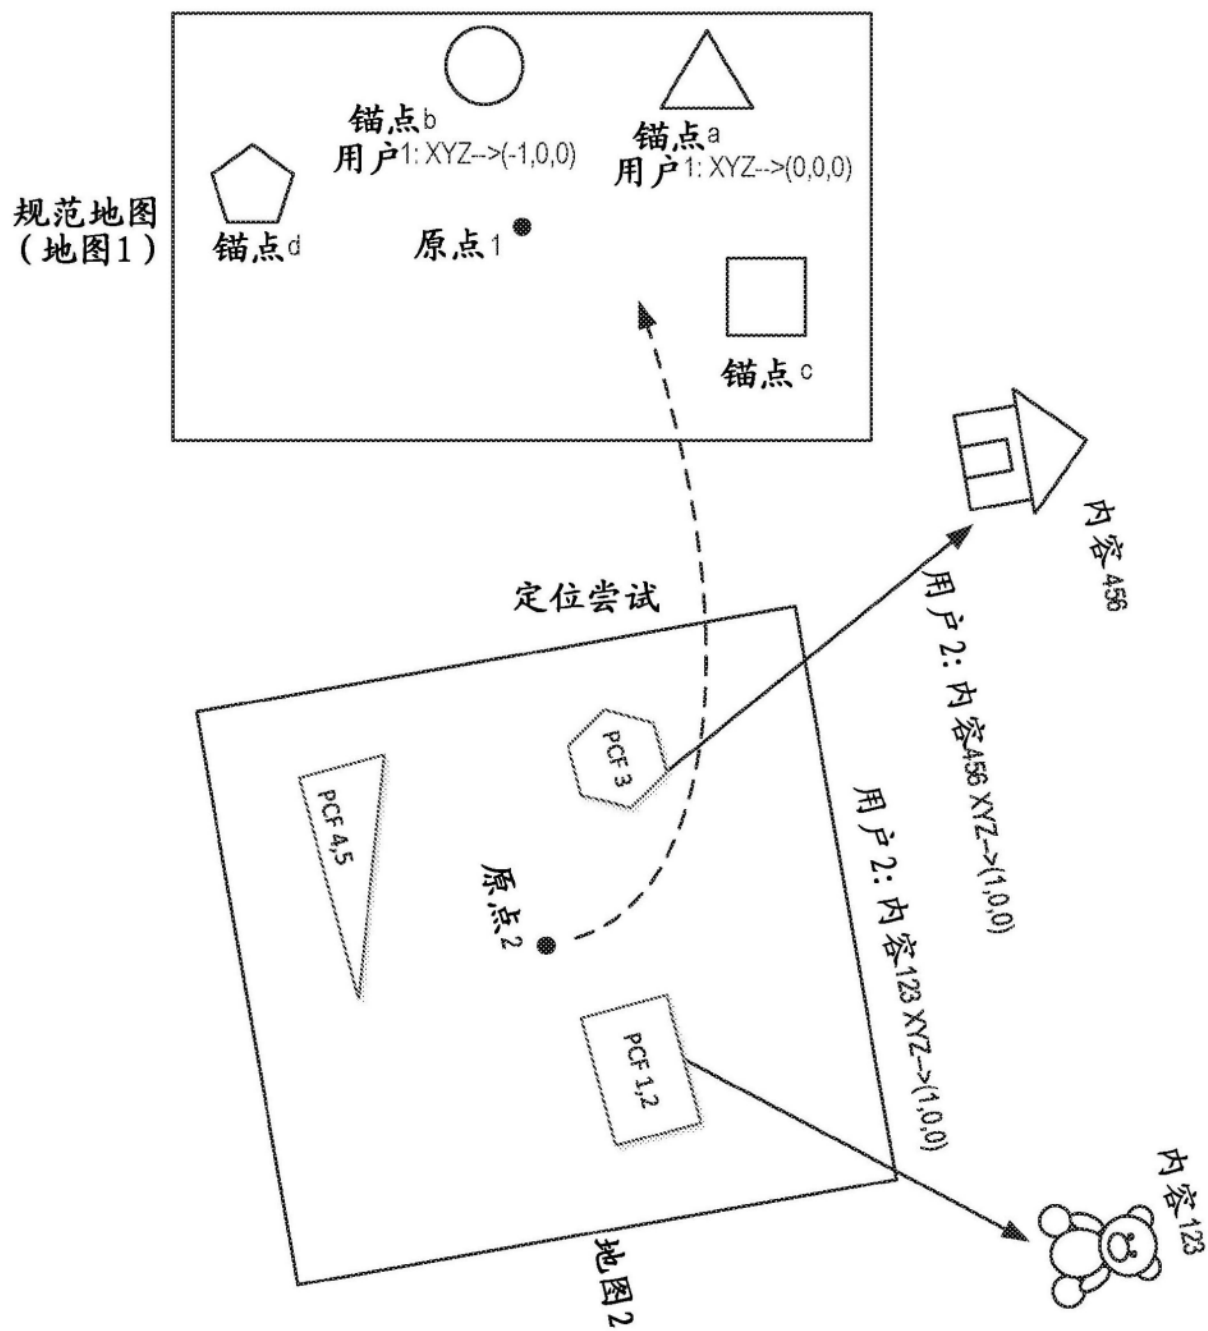 锚点b
用户1: XYZ-->(-1,0,0)
锚点a
用户1: XYZ-->(0,0,0)
规范地图
（地图1）
锚点d
原点1
锚点c
内容456
定位尝试
用户2: 内容456 XYZ-->(1,0,0)
PCF 3
PCF 4,5
用户2: 内容123 XYZ-->(1,0,0)
原点2
PCF 1,2
内容123
地图2